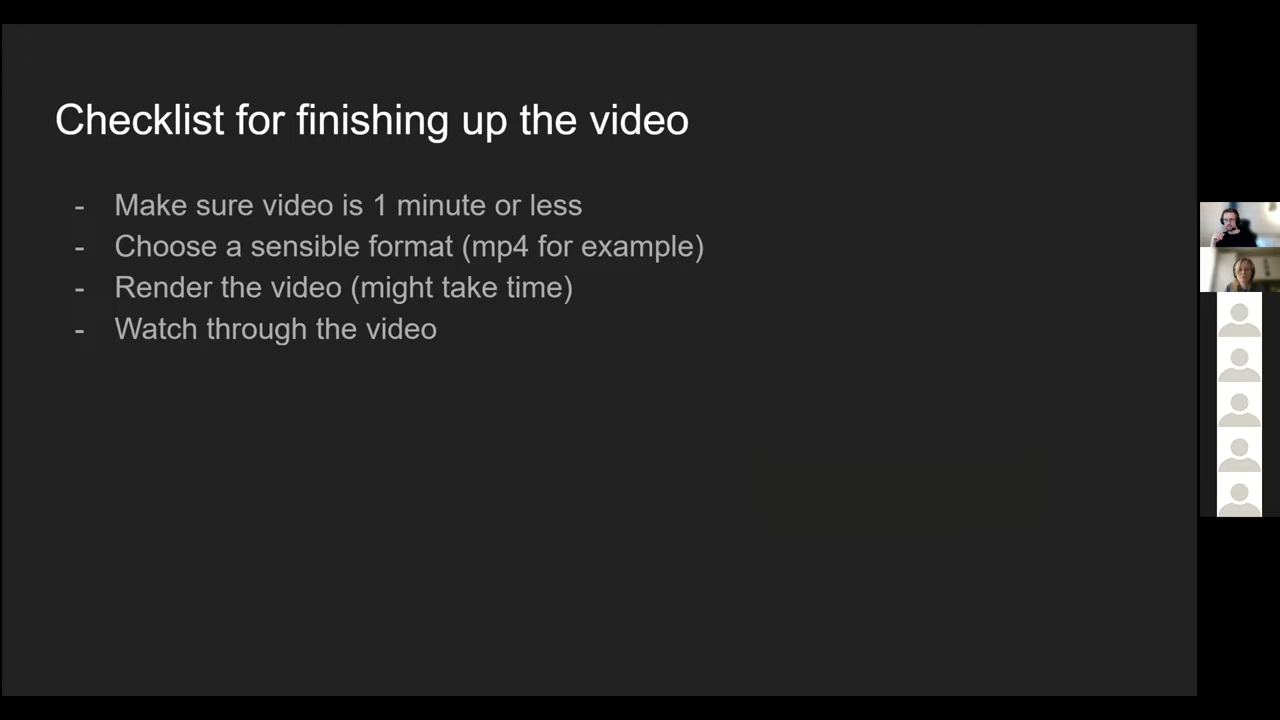 Checklist for finishing up the video
- Make sure video is 1 minute or less
- Choose a sensible format (mp4 for example)
- Render the video (might take time)
- Watch through the video